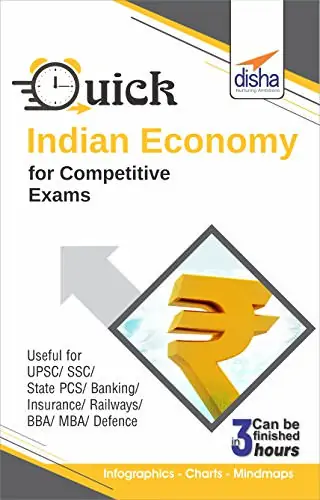 Quick
disha
Nurturing Ambitions
Indian Economy
for Competitive
Exams
Useful for
UPSC/ SSC/
State PCS/ Banking/
Insurance/ Railways/
BBA/ MBA/ Defence
in 3
Can be
finished
hours
Infographics - Charts - Mindmaps